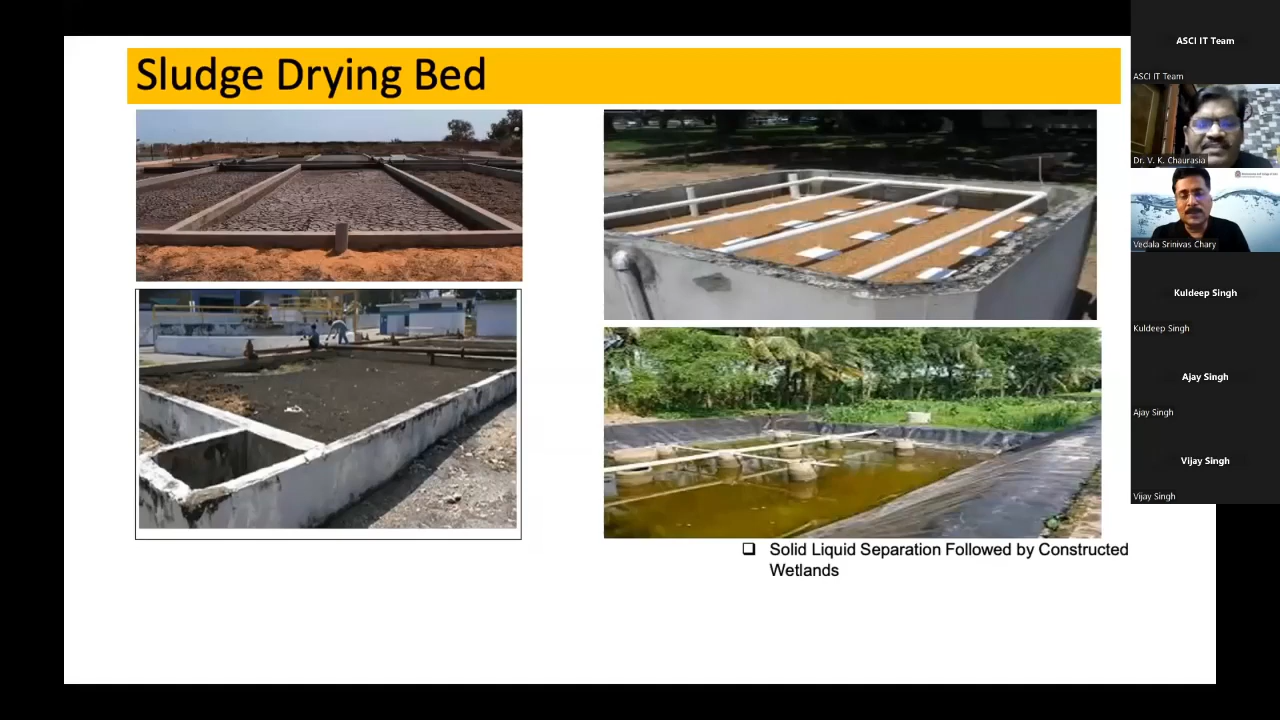 Sludge Drying Bed
❑ Solid Liquid Separation Followed by Constructed
Wetlands
ASCI IT Team
ASCI IT Team
Dr. V. K. Chaurasia
Vedala Srinivas Chary
Kuldeep Singh
Kuldeep Singh
Ajay Singh
Ajay Singh
Vijay Singh
Vijay Singh